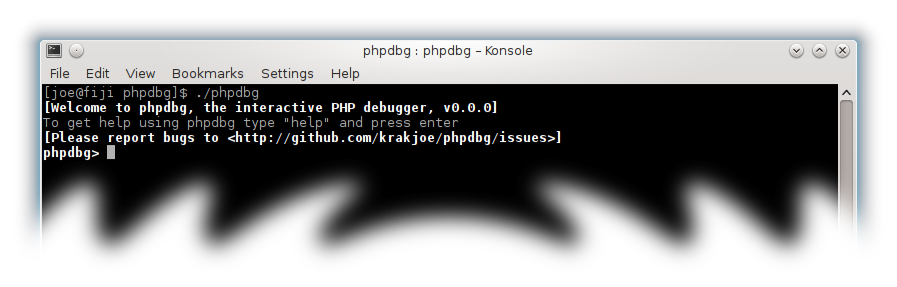 phpdbg : phpdbg – Konsole
File Edit View Bookmarks Settings Help
[joe@fiji phpdbg]$ ./phpdbg
[Welcome to phpdbg, the interactive PHP debugger, v0.0.0]
To get help using phpdbg type "help" and press enter
[Please report bugs to <http://github.com/krakjoe/phpdbg/issues>]
phpdbg>